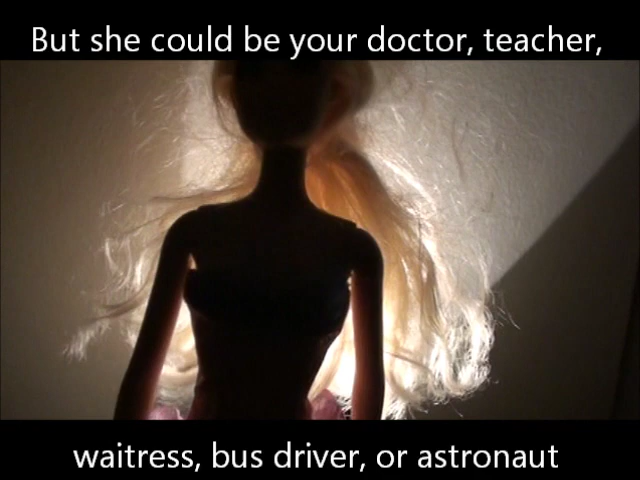 But she could be your doctor, teacher,
waitress, bus driver, or astronaut